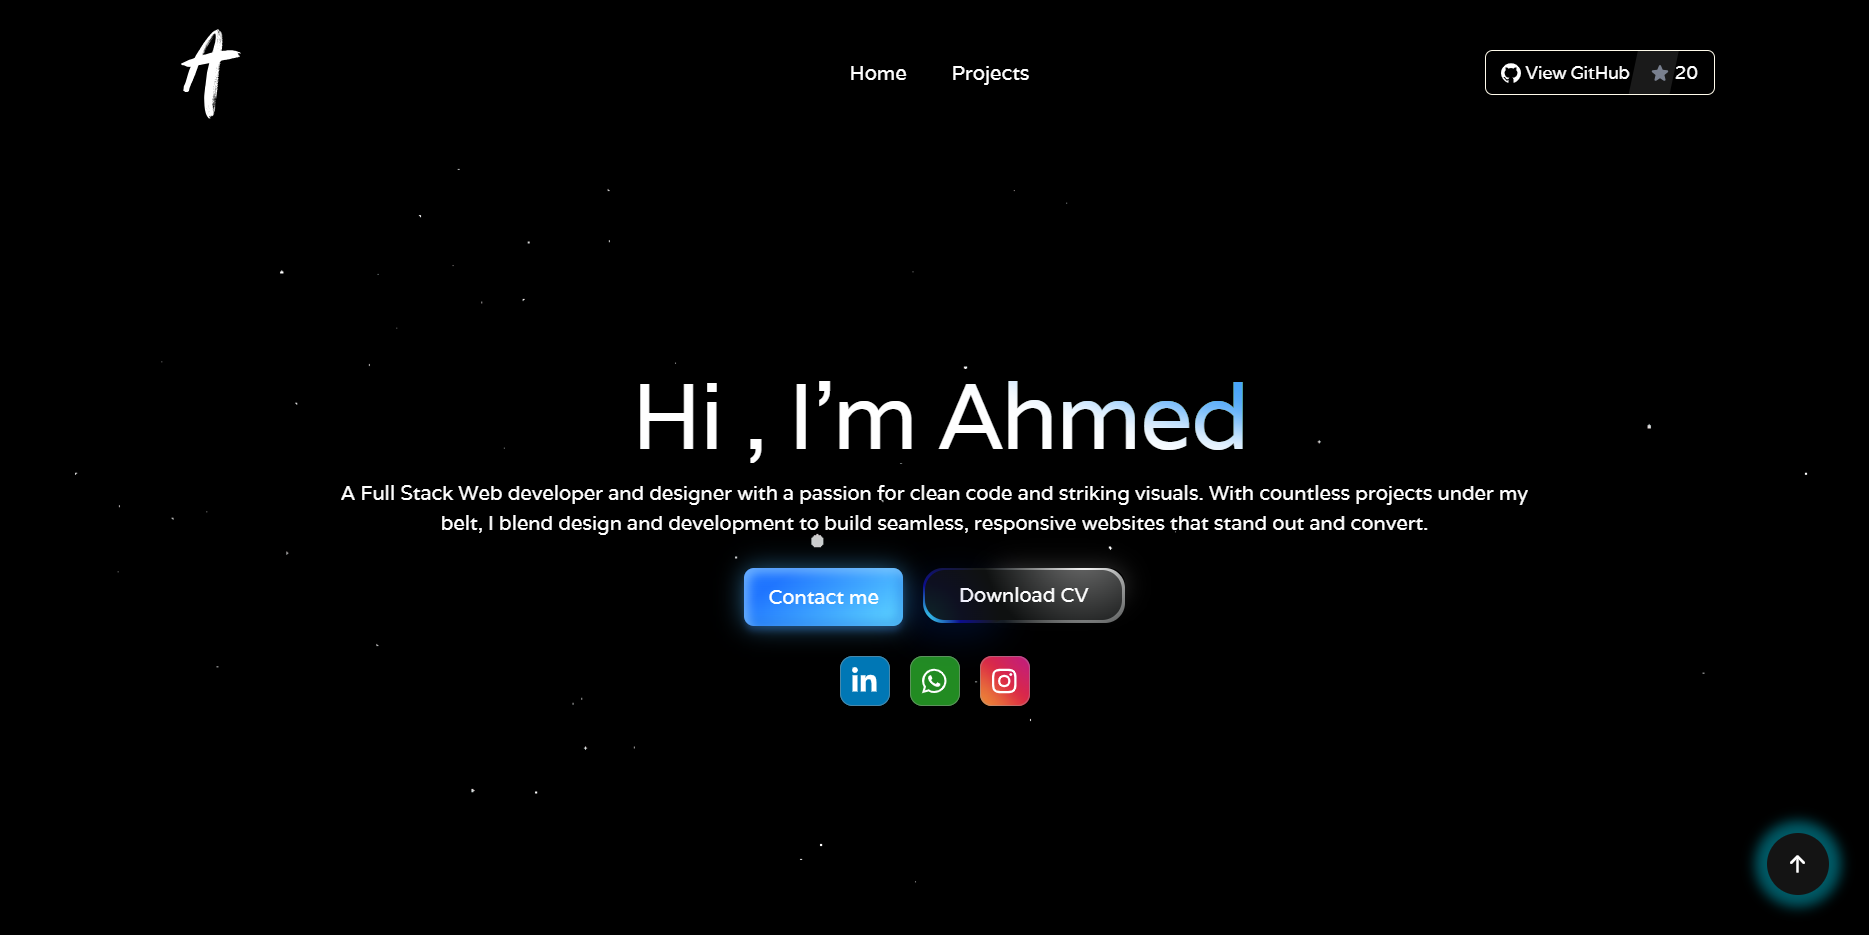 A
Home
Projects
View GitHub
20
Hi , I’m Ahmed
A Full Stack Web developer and designer with a passion for clean code and striking visuals. With countless projects under my
belt, I blend design and development to build seamless, responsive websites that stand out and convert.
Contact me
Download CV
in